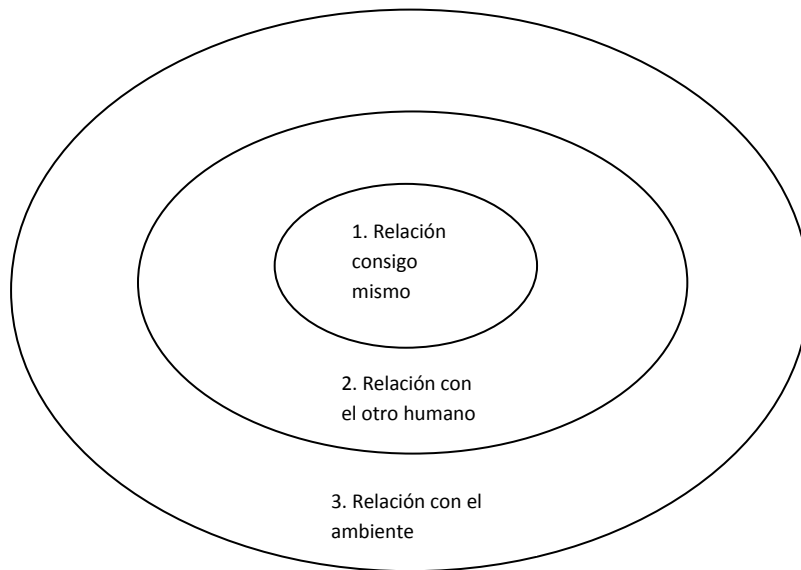 1. Relación
consigo
mismo
2. Relación con
el otro humano
3. Relación con el
ambiente